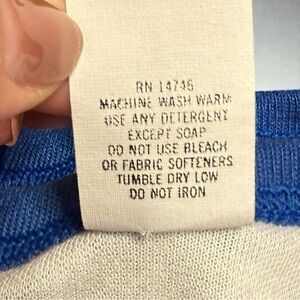 RN 14746
MACHINE WASH WARM
USE ANY DETERGENT
EXCEPT SOAP
DO NOT USE BLEACH
OR FABRIC SOFTENERS
TUMBLE DRY LOW
DO NOT IRON